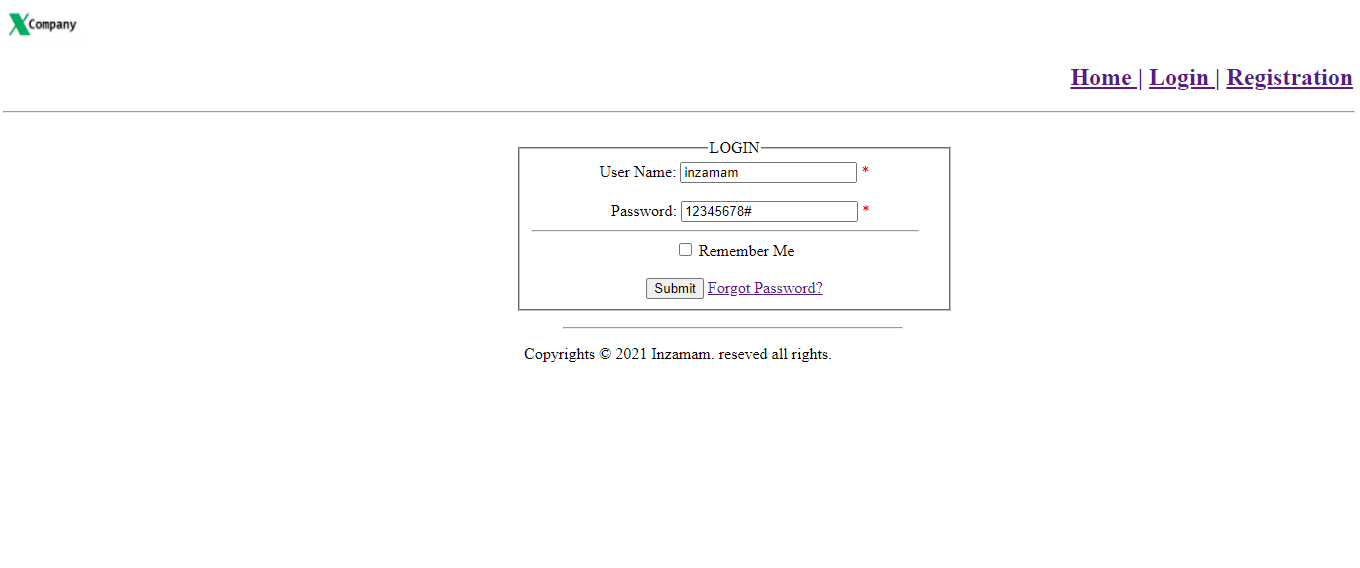 XCompany
Home | Login | Registration
LOGIN
User Name: inzamam *
Password: 12345678# *
Remember Me
Submit Forgot Password?
Copyrights © 2021 Inzamam. reseved all rights.